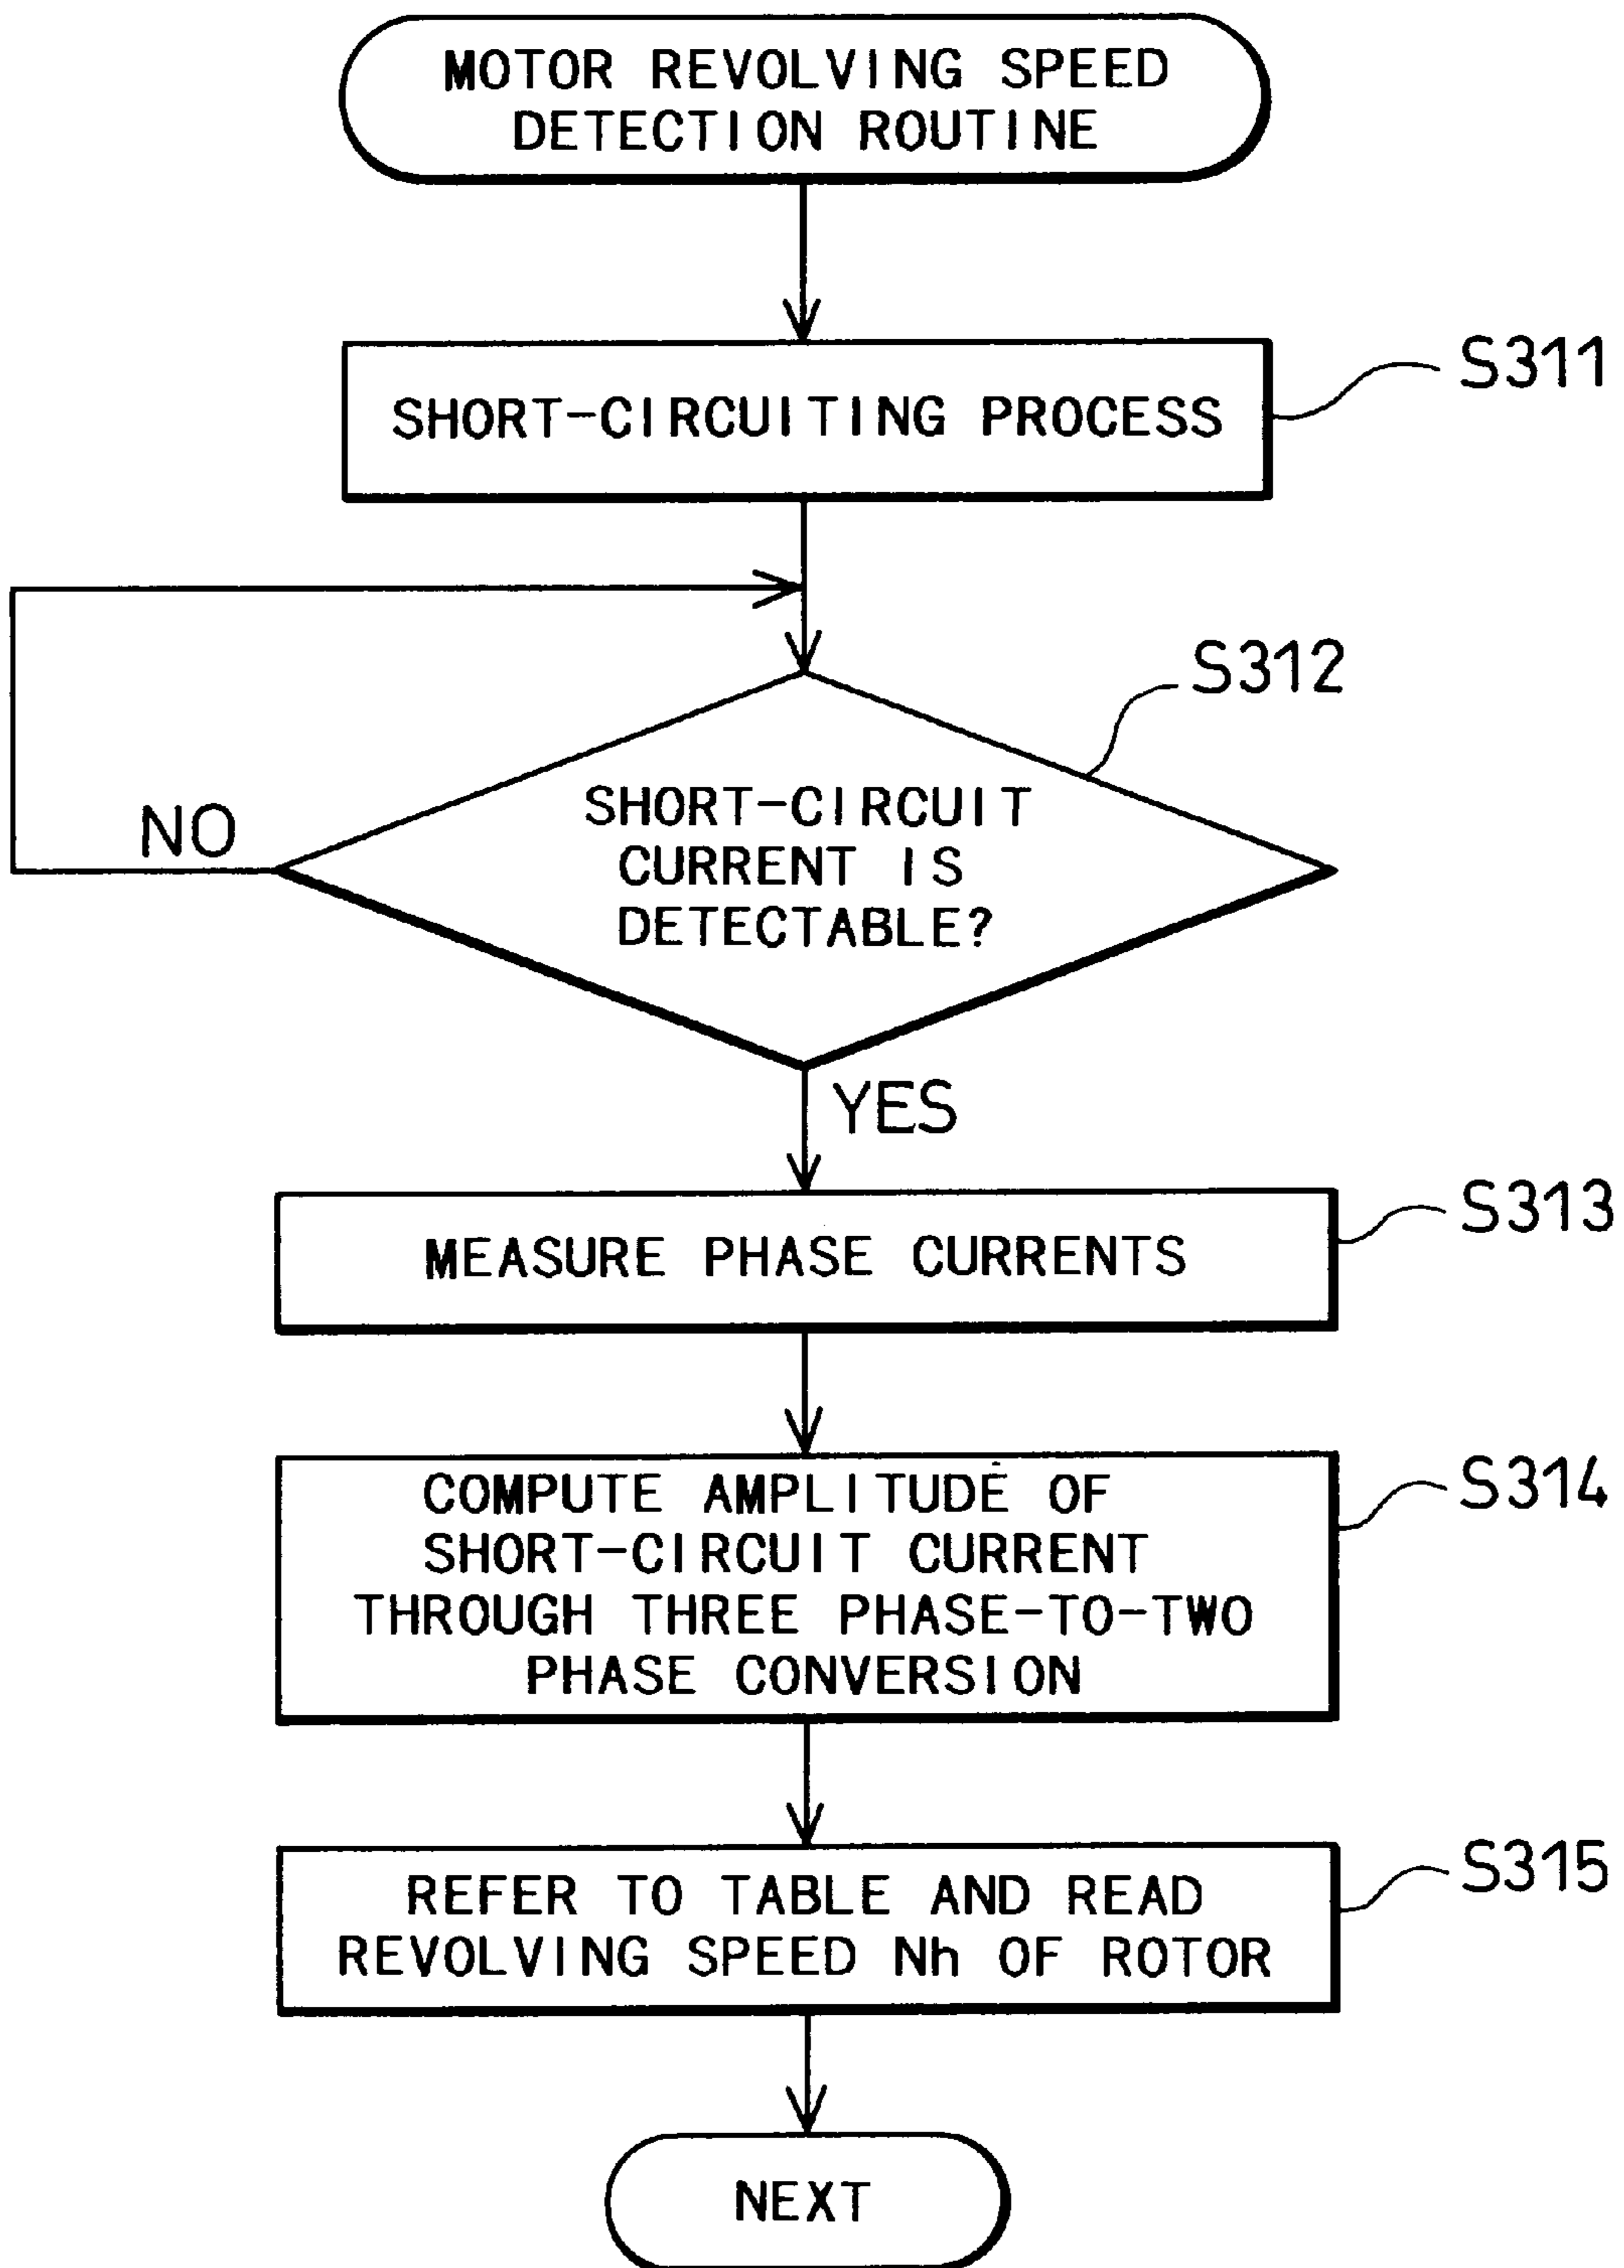 MOTOR REVOLVING SPEED
DETECTION ROUTINE
S311
SHORT-CIRCUITING PROCESS
S312
SHORT-CIRCUIT
CURRENT IS
DETECTABLE?
NO
YES
S313
MEASURE PHASE CURRENTS
S314
COMPUTE AMPLITUDE OF
SHORT-CIRCUIT CURRENT
THROUGH THREE PHASE-TO-TWO
PHASE CONVERSION
S315
REFER TO TABLE AND READ
REVOLVING SPEED Nh OF ROTOR
NEXT